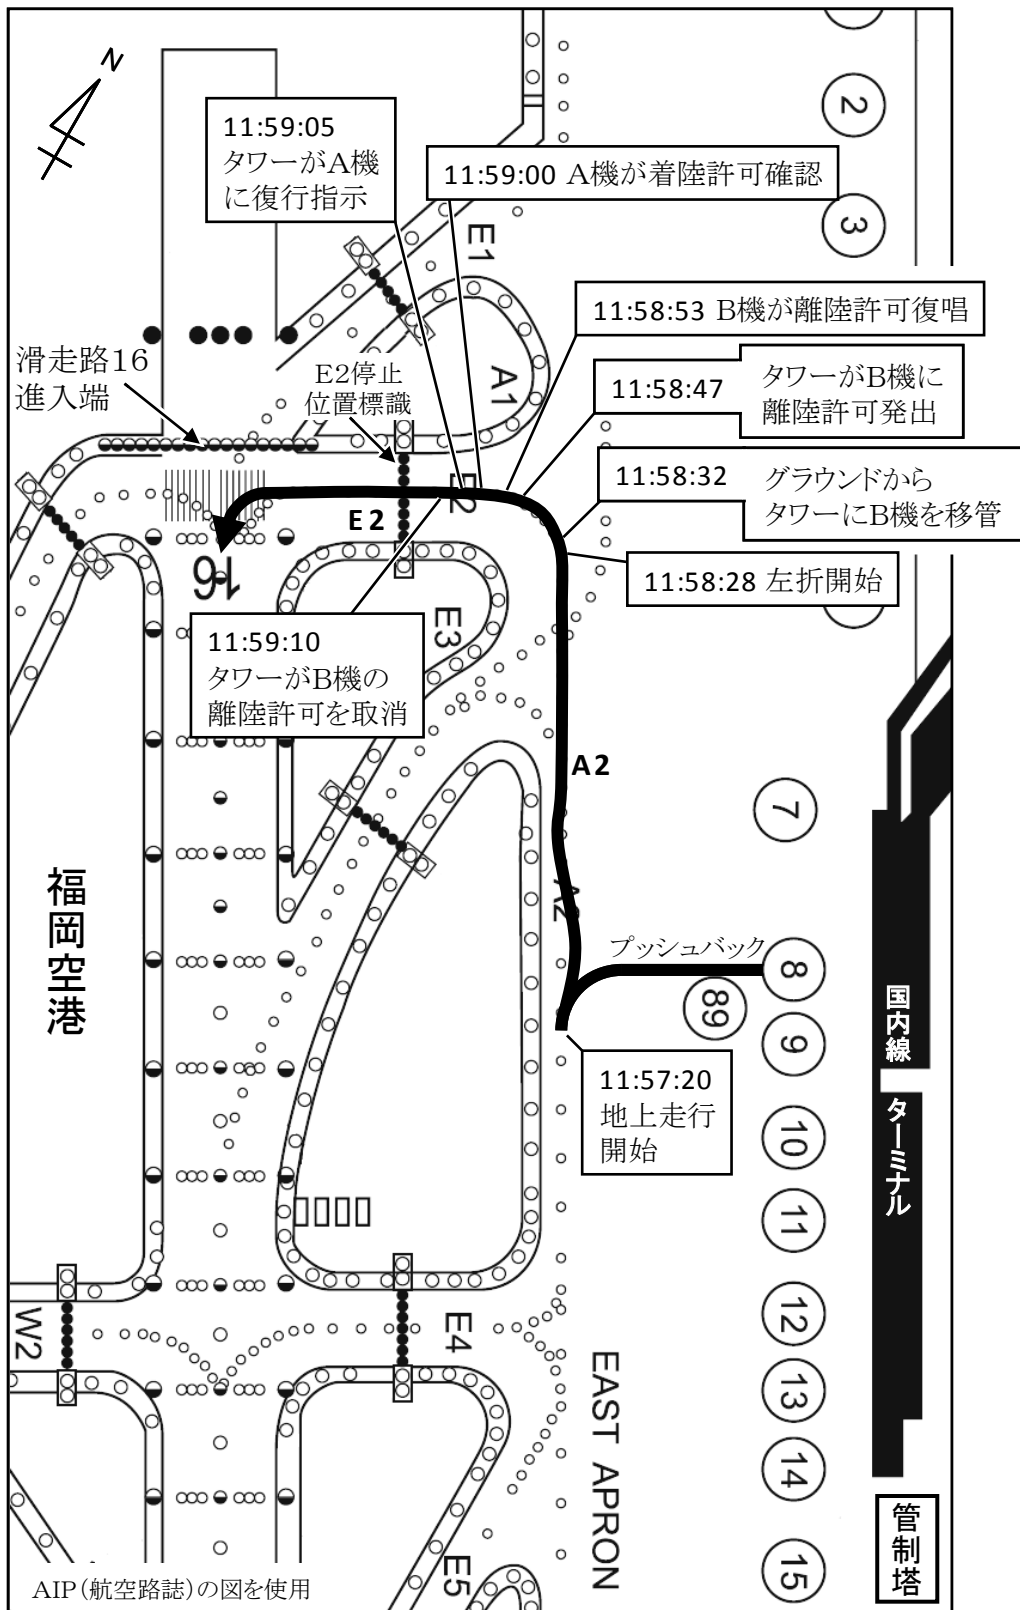 N
2
11:59:05
タワーがA機
に復行指示
11:59:00 A機が着陸許可確認
3
E1
11:58:53 B機が離陸許可復唱
滑走路16
進入端
E2停止
位置標識
A1
11:58:47
タワーがB機に
離陸許可発出
11:58:32
グラウンドから
タワーにB機を移管
E2
E2
16
11:58:28 左折開始
E3
11:59:10
タワーがB機の
離陸許可を取消
A2
7
福岡空港
A2
プッシュバック
8
89
9
国内線
ターミナル
11:57:20
地上走行
開始
10
11
12
W2
E4
13
EAST APRON
14
管制塔
E5
15
AIP(航空路誌)の図を使用